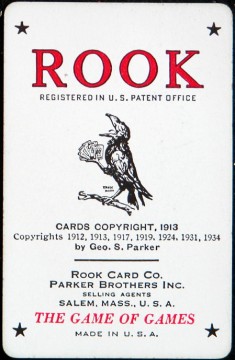 ROOK
REGISTERED IN U.S. PATENT OFFICE
CARDS COPYRIGHT, 1913
Copyrights 1912, 1913, 1917, 1919, 1924, 1931, 1934
by Geo. S. Parker
ROOK CARD CO.
PARKER BROTHERS INC.
SELLING AGENTS
SALEM, MASS., U. S. A.
THE GAME OF GAMES
MADE IN U.S.A.